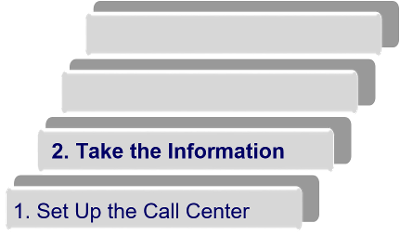 2. Take the Information
1. Set Up the Call Center